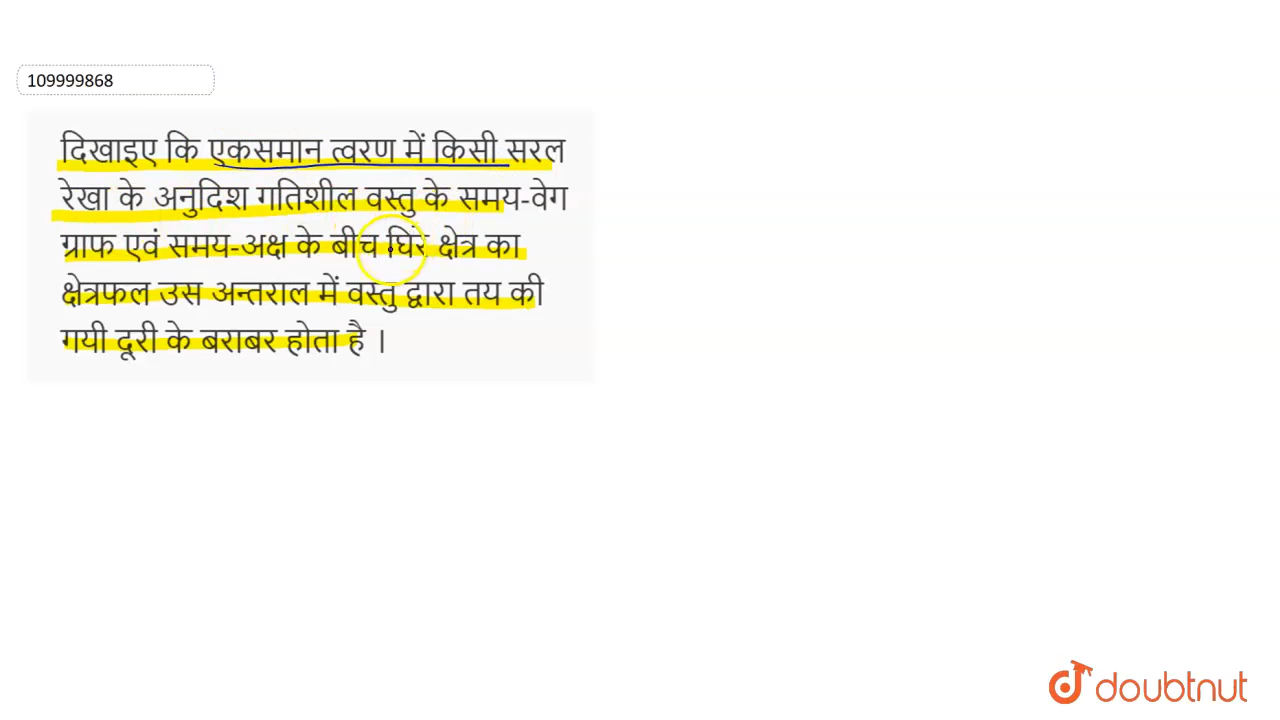 109999868
दिखाइए कि एकसमान त्वरण में किसी सरल
रेखा के अनुदिश गतिशील वस्तु के समय-वेग
ग्राफ एवं समय-अक्ष के बीच घिरे क्षेत्र का
क्षेत्रफल उस अन्तराल में वस्तु द्वारा तय की
गयी दूरी के बराबर होता है ।
doubtnut